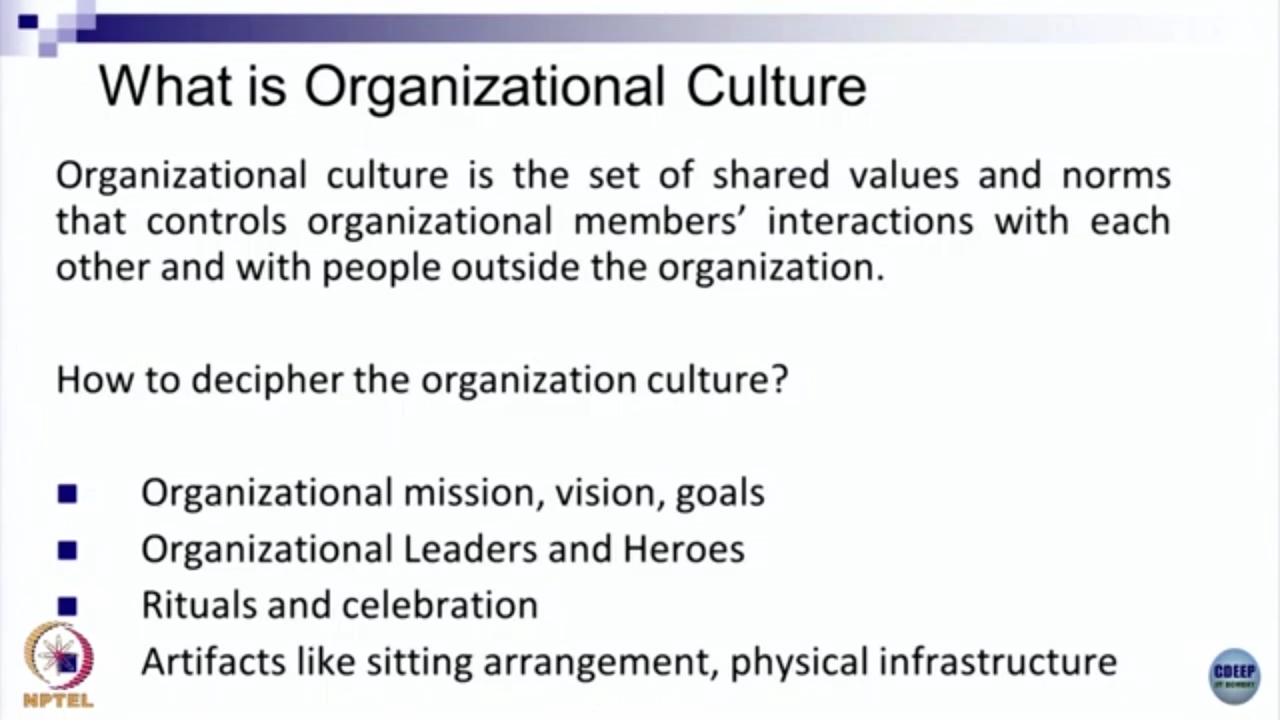 What is Organizational Culture
Organizational culture is the set of shared values and norms
that controls organizational members’ interactions with each
other and with people outside the organization.
How to decipher the organization culture?
Organizational mission, vision, goals
Organizational Leaders and Heroes
Rituals and celebration
Artifacts like sitting arrangement, physical infrastructure
NPTEL
CDEEP
IIT BOMBAY